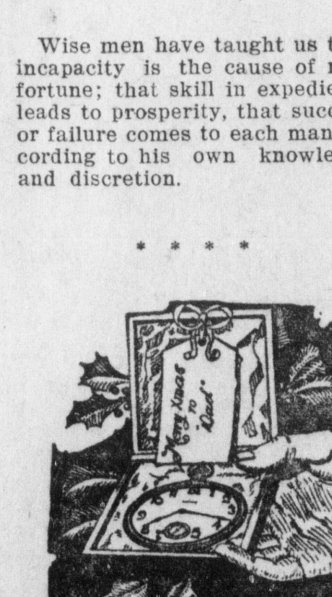 Wise men have taught us t
incapacity is the cause of
fortune; that skill in expedie
leads to prosperity, that succ
or failure comes to each man
cording to his own knowle
and discretion.
* * * *
Merry Xmas
TO
"Dad"